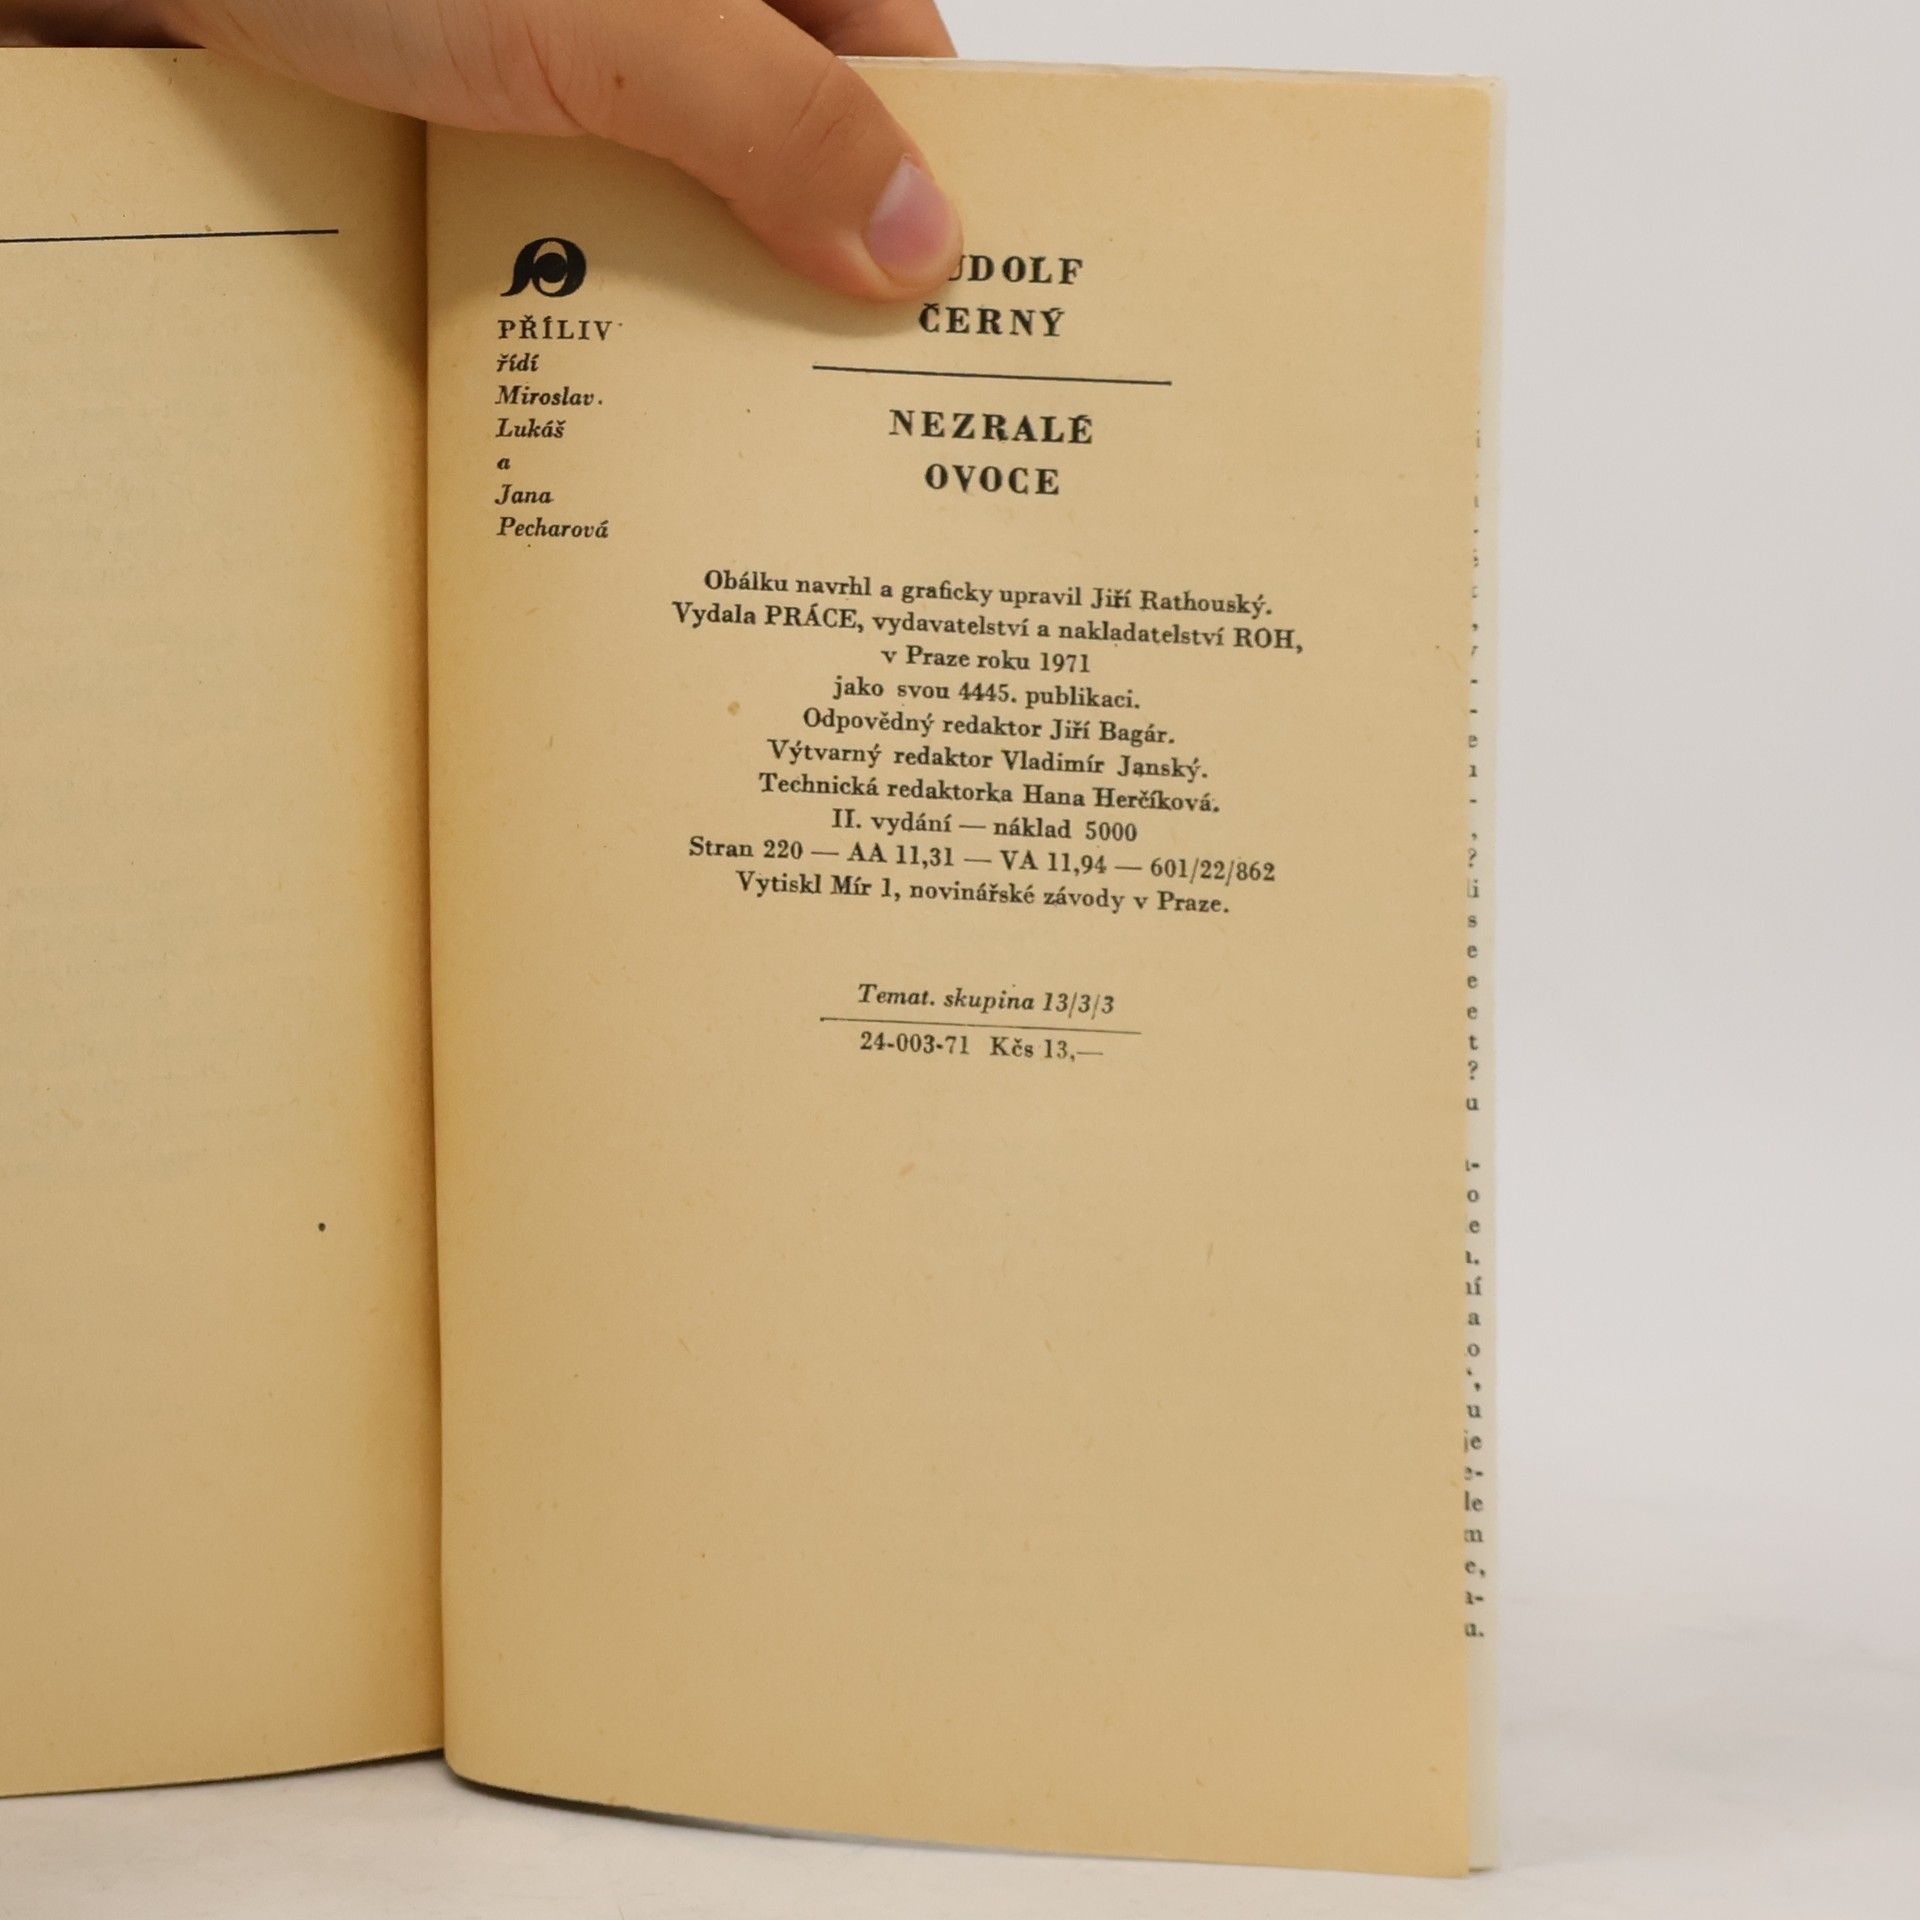 PŘÍLIV
řídí
Miroslav
Lukáš
a
Jana
Pecharová
UDOLF
ČERNÝ
NEZRALÉ
OVOCE
Obálku navrhl a graficky upravil Jiří Rathouský.
Vydala PRÁCE, vydavatelství a nakladatelství ROH,
v Praze roku 1971
jako svou 4445. publikaci.
Odpovědný redaktor Jiří Bagár.
Výtvarný redaktor Vladimír Janský.
Technická redaktorka Hana Herčíková.
II. vydání — náklad 5000
Stran 220 — AA 11,31 — VA 11,94 — 601/22/862
Vytiskl Mír 1, novinářské závody v Praze.
Temat. skupina 13/3/3
24-003-71 Kčs 13,—